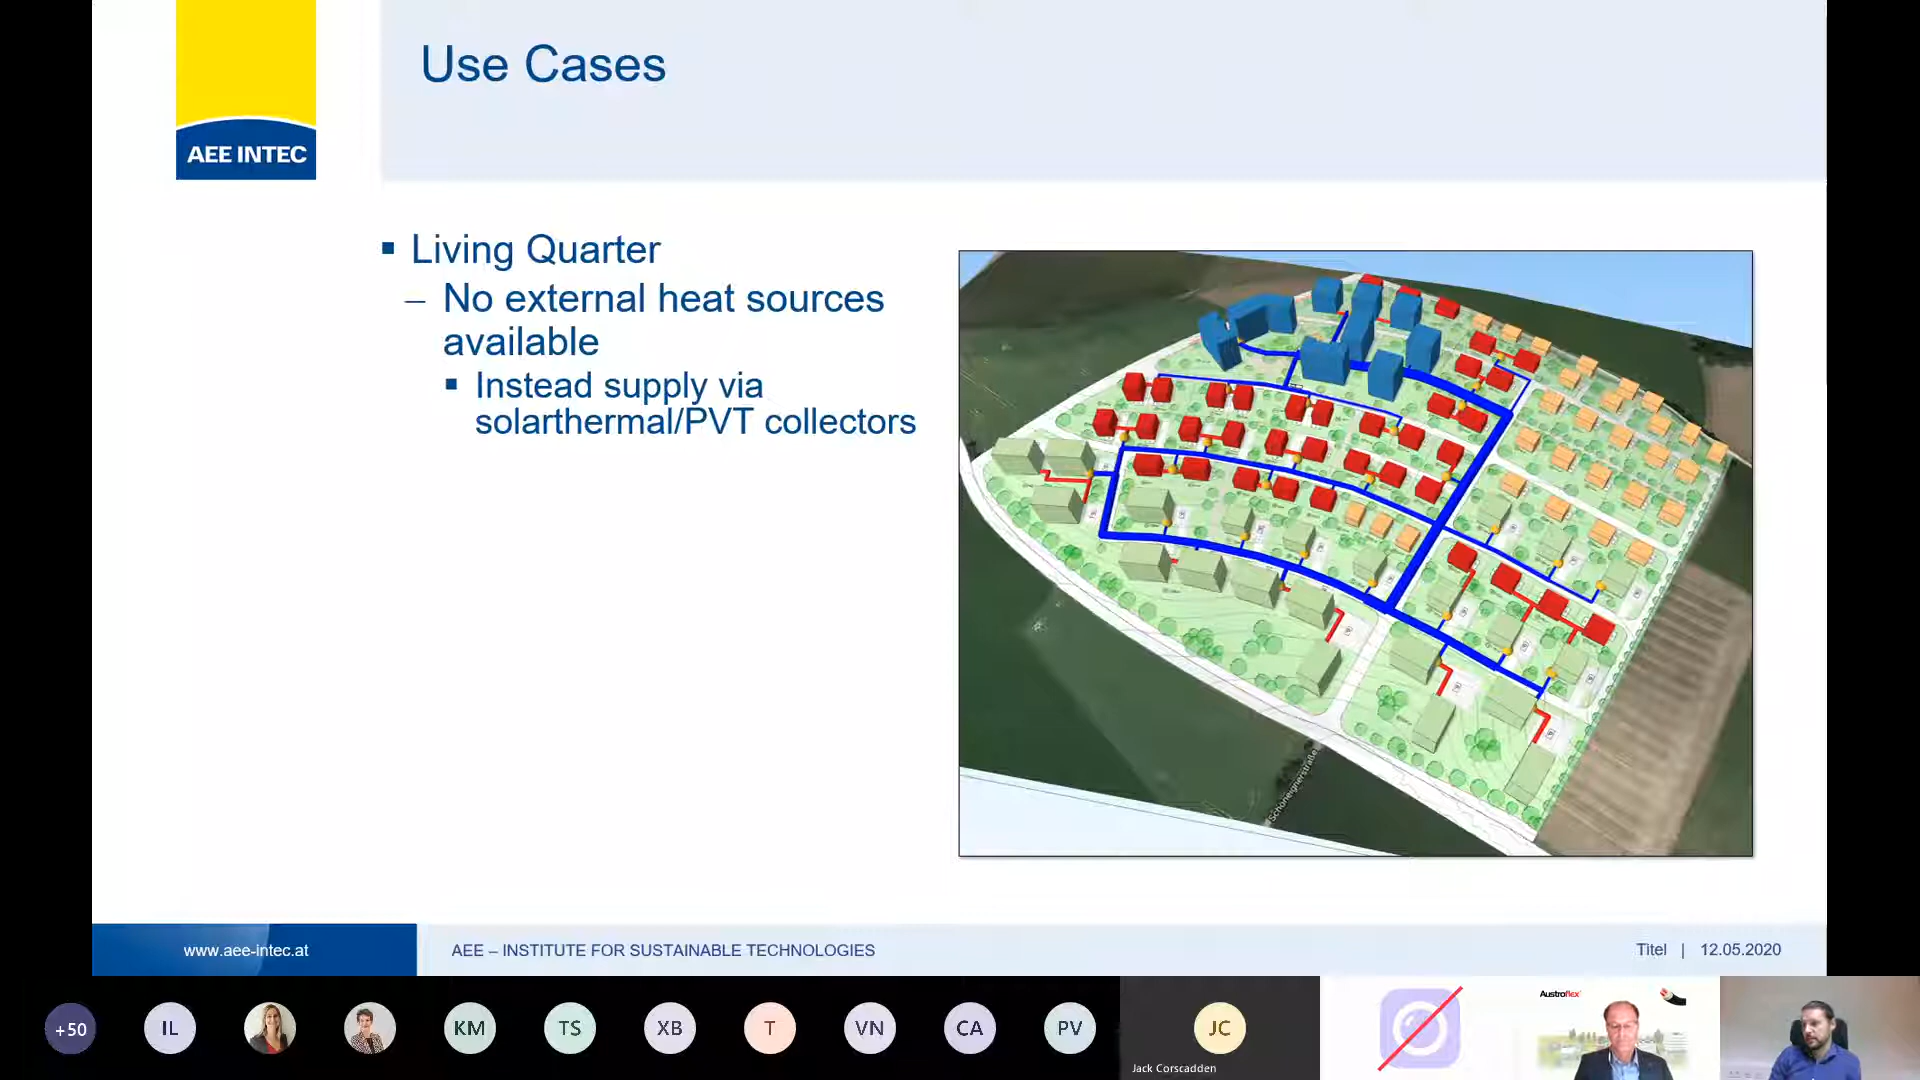 Use Cases
AEE INTEC
▪ Living Quarter
– No external heat sources
available
▪ Instead supply via
solarthermal/PVT collectors
www.aee-intec.at
AEE – INSTITUTE FOR SUSTAINABLE TECHNOLOGIES
Titel | 12.05.2020
+50
IL
KM
TS
XB
T
VN
CA
PV
JC
Jack Corscadden
Austroflex